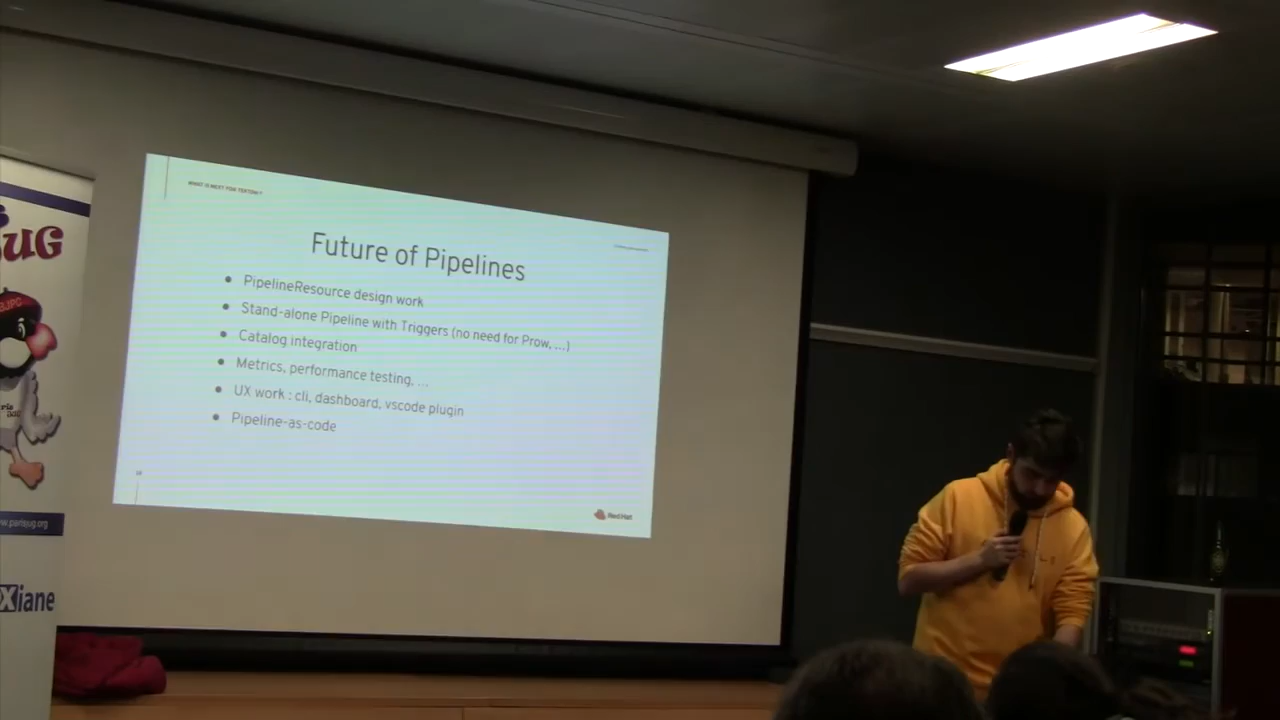 WHAT IS NEXT FOR TEKTON ?
Future of Pipelines
● PipelineResource design work
● Stand-alone Pipeline with Triggers (no need for Prow, ...)
● Catalog integration
● Metrics, performance testing, ...
● UX work : cli, dashboard, vscode plugin
● Pipeline-as-code
Red Hat
UG
BJPC
www.parisjug.org
Xiane